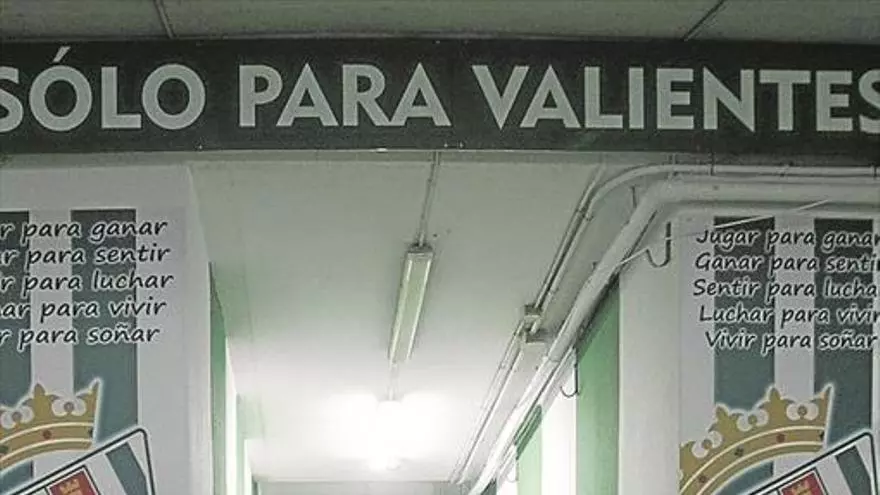 SÓLO PARA VALIENTES
para ganar
para sentir
para luchar
para vivir
para soñar
Jugar para ganar
Ganar para sentir
Sentir para luchar
Luchar para vivir
Vivir para soñar